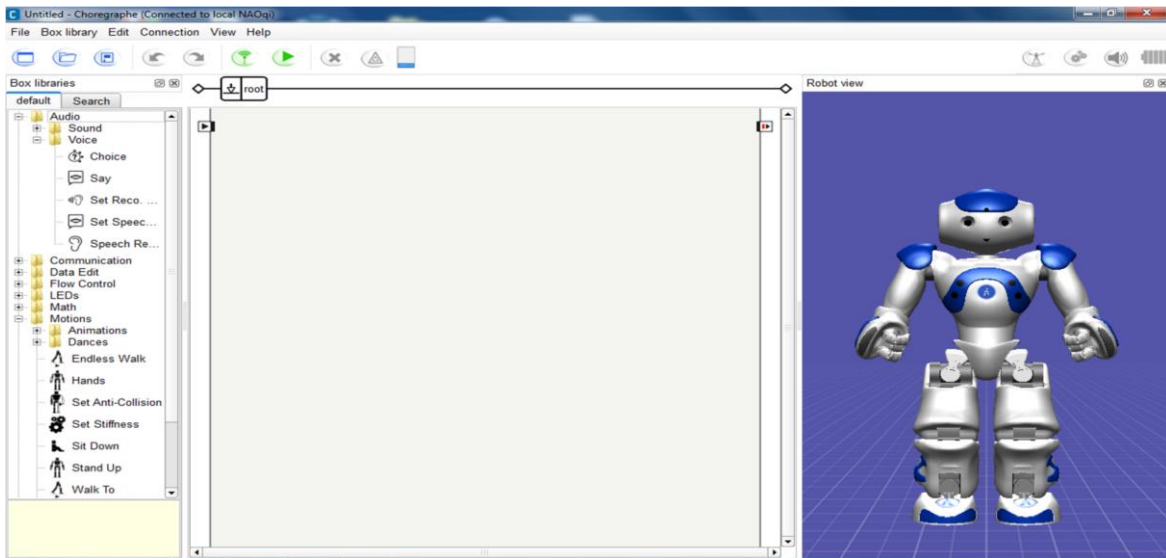 Untitled - Choregraphe (Connected to local NAOqi)
File Box library Edit Connection View Help
Box libraries
default Search
root
Robot view
Audio
Sound
Voice
Choice
Say
Set Reco. ...
Set Speec...
Speech Re...
Communication
Data Edit
Flow Control
LEDs
Math
Motions
Animations
Dances
Endless Walk
Hands
Set Anti-Collision
Set Stiffness
Sit Down
Stand Up
Walk To